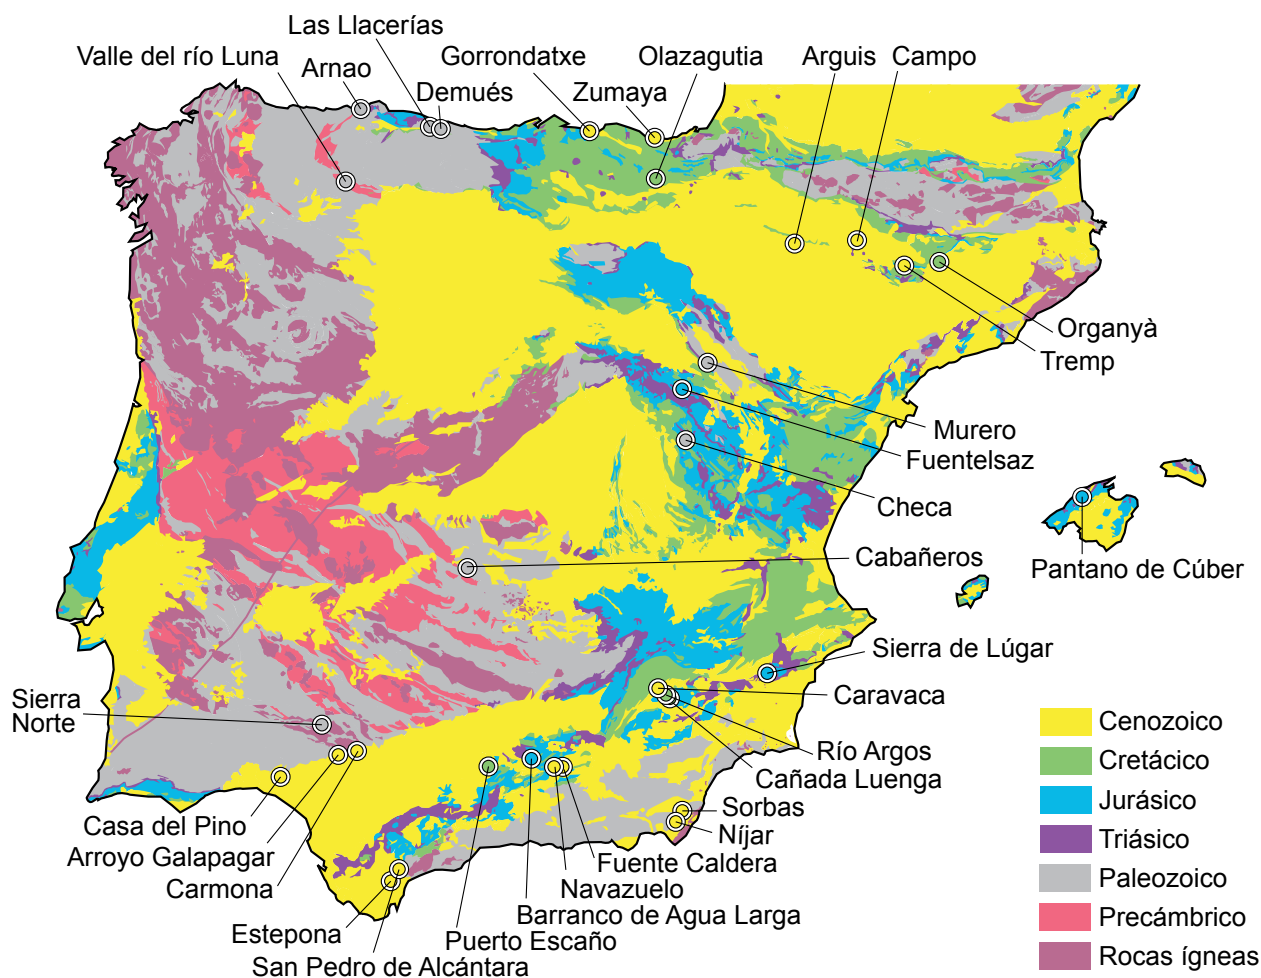 Las Llacerías
Valle del río Luna
Arnao
Gorrondatxe
Olazagutia
Arguis
Campo
Demués
Zumaya
Organyà
Tremp
Murero
Fuentelsaz
Checa
Cabañeros
Pantano de Cúber
Sierra de Lúgar
Caravaca
Sierra
Norte
Río Argos
Cañada Luenga
Sorbas
Níjar
Casa del Pino
Arroyo Galapagar
Carmona
Fuente Caldera
Navazuelo
Barranco de Agua Larga
Puerto Escaño
Estepona
San Pedro de Alcántara
Cenozoico
Cretácico
Jurásico
Triásico
Paleozoico
Precámbrico
Rocas ígneas